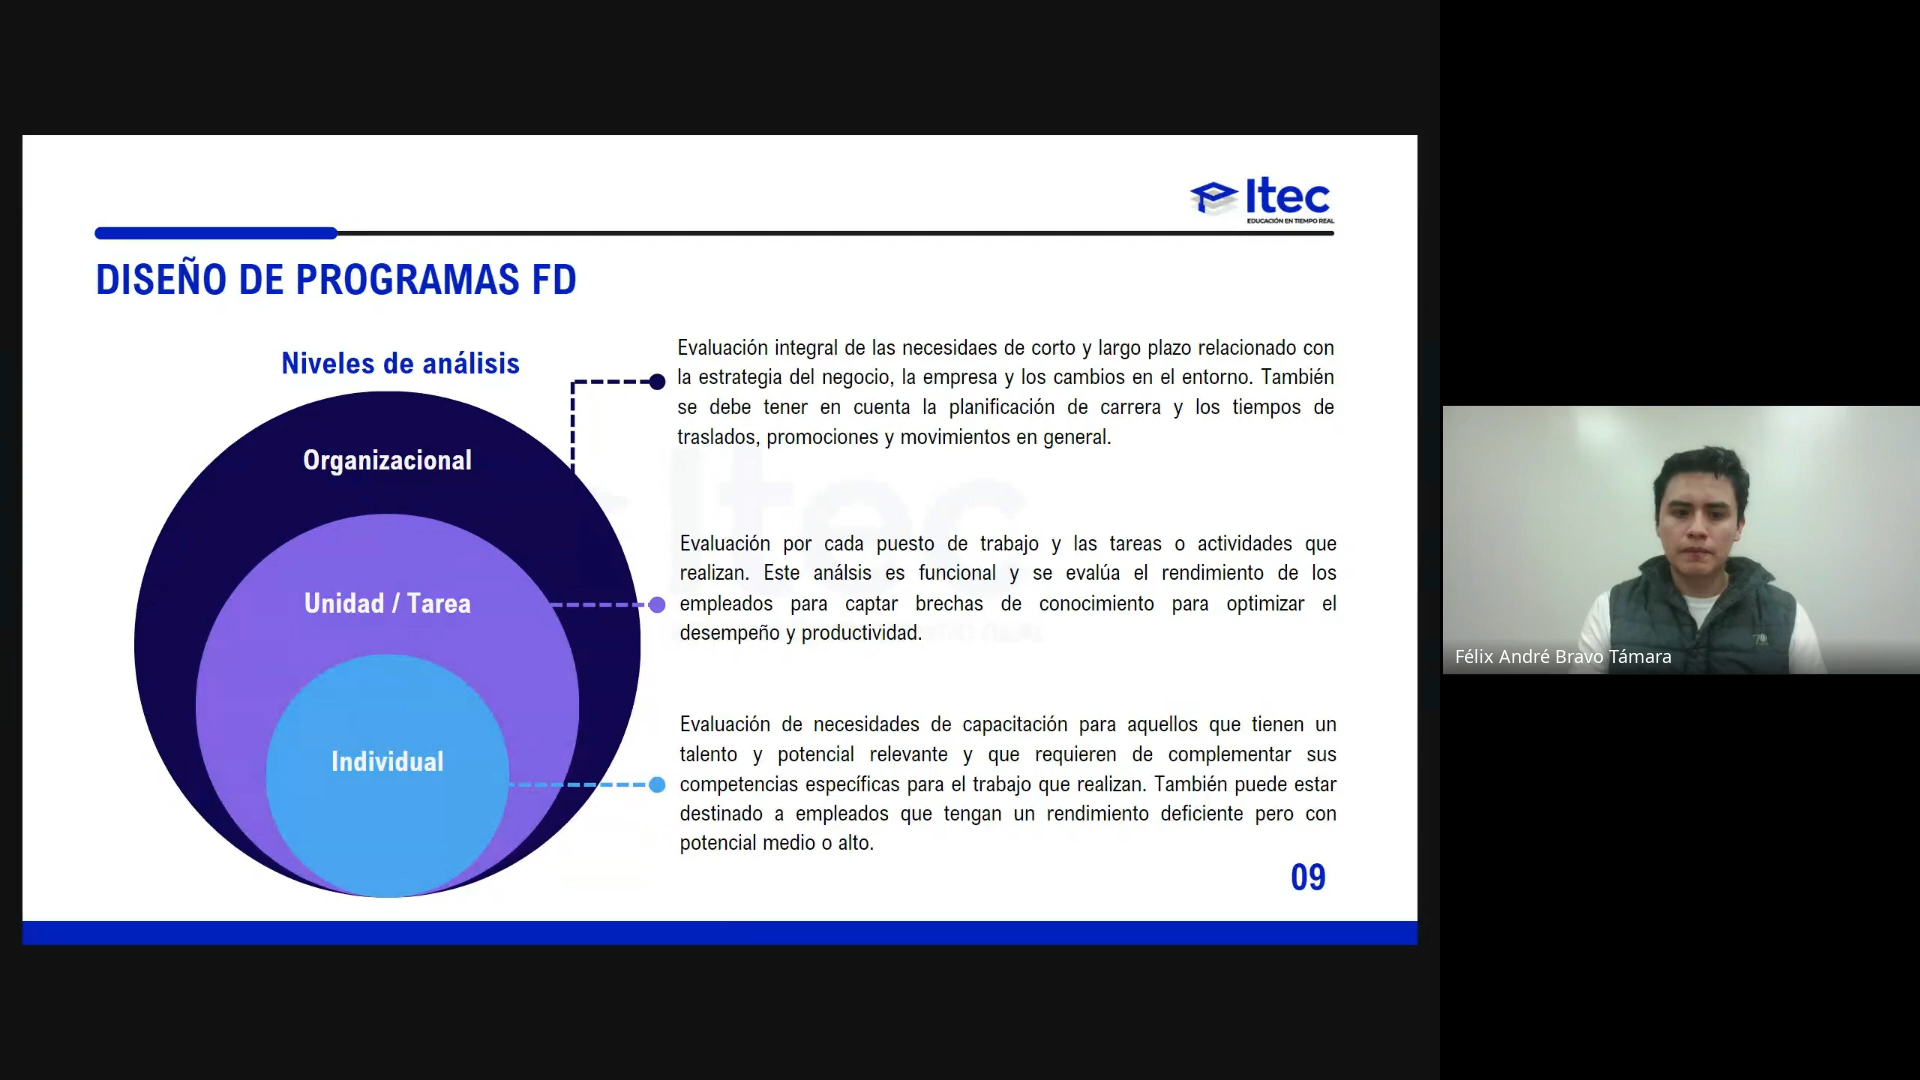 Itec
EDUCACIÓN EN TIEMPO REAL
DISEÑO DE PROGRAMAS FD
Niveles de análisis
Organizacional
Unidad / Tarea
Individual
Evaluación integral de las necesidaes de corto y largo plazo relacionado con
la estrategia del negocio, la empresa y los cambios en el entorno. También
se debe tener en cuenta la planificación de carrera y los tiempos de
traslados, promociones y movimientos en general.
Evaluación por cada puesto de trabajo y las tareas o actividades que
realizan. Este análsis es funcional y se evalúa el rendimiento de los
empleados para captar brechas de conocimiento para optimizar el
desempeño y productividad.
Evaluación de necesidades de capacitación para aquellos que tienen un
talento y potencial relevante y que requieren de complementar sus
competencias específicas para el trabajo que realizan. También puede estar
destinado a empleados que tengan un rendimiento deficiente pero con
potencial medio o alto.
09
Itec
Félix André Bravo Támara